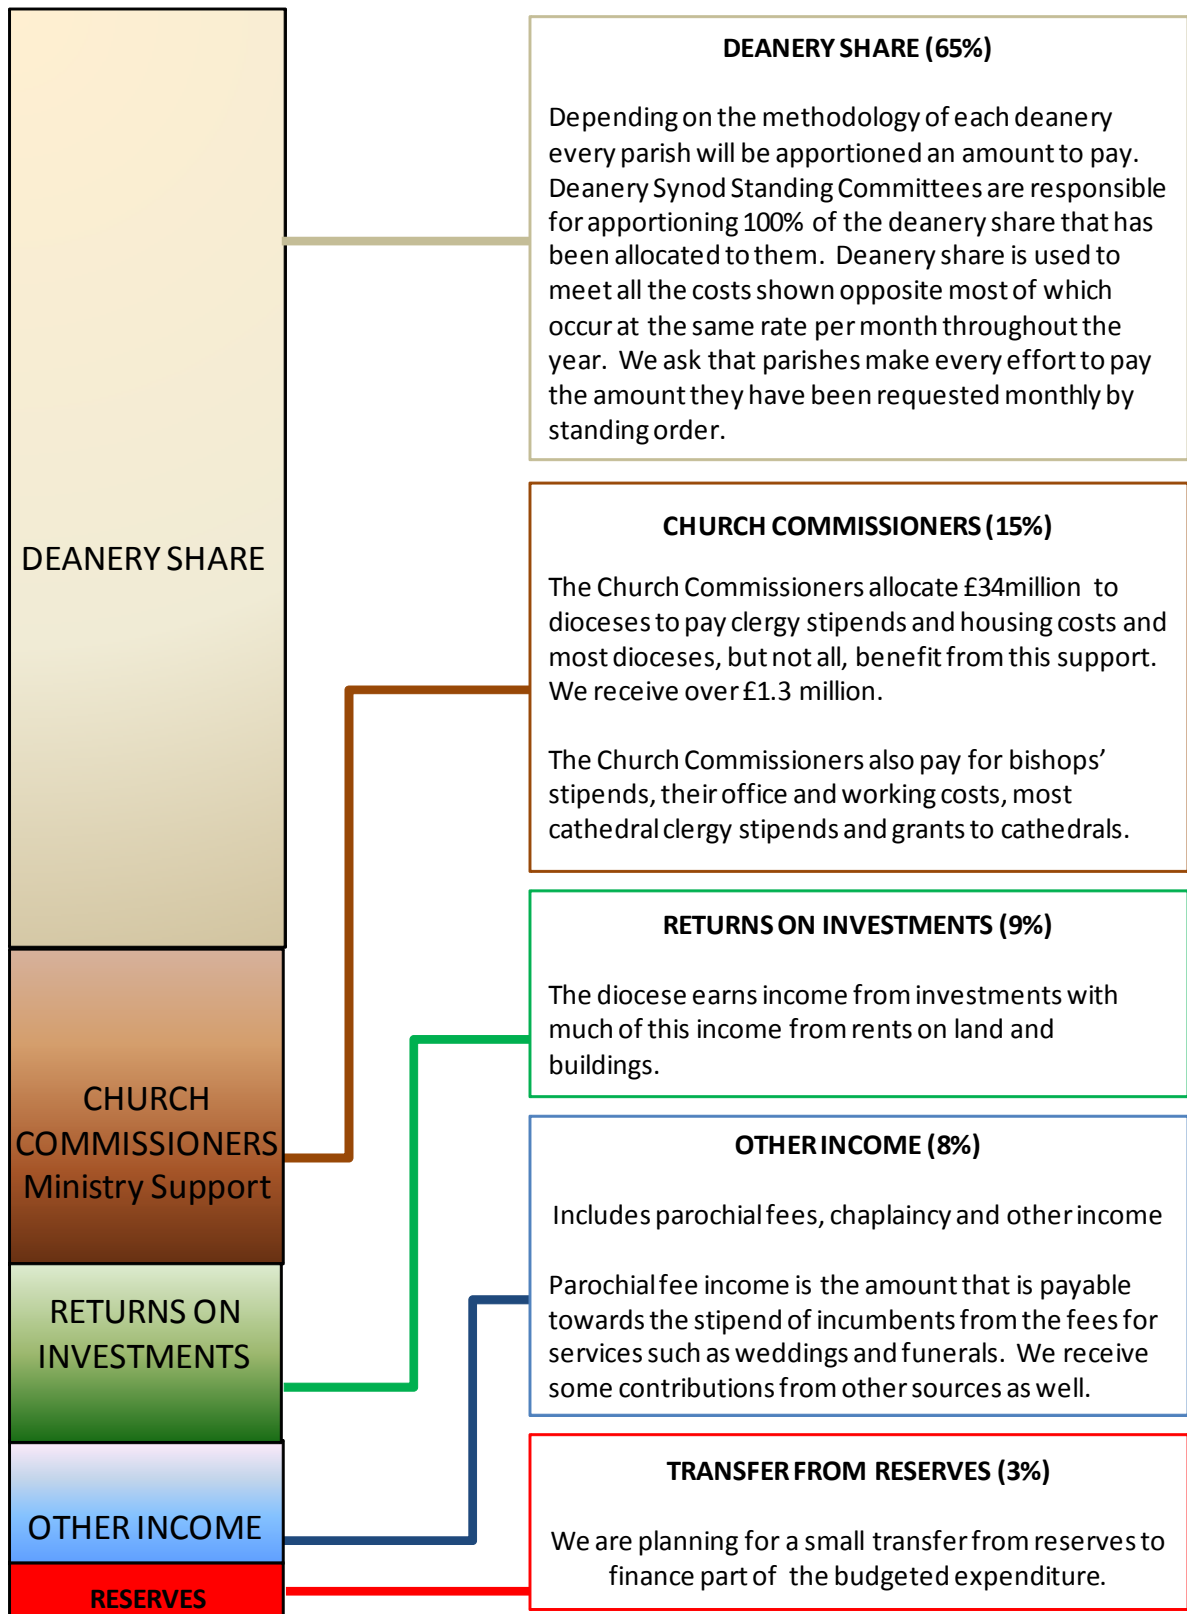 DEANERY SHARE
CHURCH
COMMISSIONERS
Ministry Support
RETURNS ON
INVESTMENTS
OTHER INCOME
RESERVES
DEANERY SHARE (65%)
Depending on the methodology of each deanery
every parish will be apportioned an amount to pay.
Deanery Synod Standing Committees are responsible
for apportioning 100% of the deanery share that has
been allocated to them.  Deanery share is used to
meet all the costs shown opposite most of which
occur at the same rate per month throughout the
year.  We ask that parishes make every effort to pay
the amount they have been requested monthly by
standing order.
CHURCH COMMISSIONERS (15%)
The Church Commissioners allocate £34million  to
dioceses to pay clergy stipends and housing costs and
most dioceses, but not all, benefit from this support.
We receive over £1.3 million.
The Church Commissioners also pay for bishops’
stipends, their office and working costs, most
cathedral clergy stipends and grants to cathedrals.
RETURNS ON INVESTMENTS (9%)
The diocese earns income from investments with
much of this income from rents on land and
buildings.
OTHER INCOME (8%)
Includes parochial fees, chaplaincy and other income
Parochial fee income is the amount that is payable
towards the stipend of incumbents from the fees for
services such as weddings and funerals.  We receive
some contributions from other sources as well.
TRANSFER FROM RESERVES (3%)
We are planning for a small transfer from reserves to
finance part of  the budgeted expenditure.